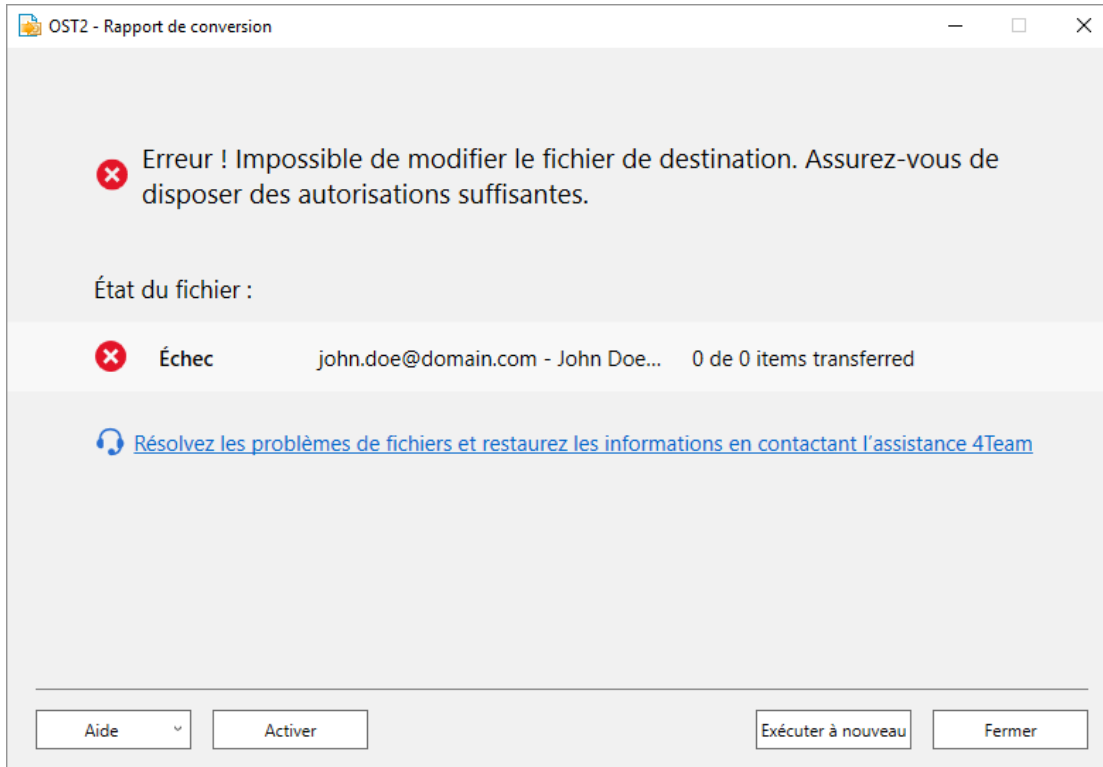 OST2 - Rapport de conversion
Erreur ! Impossible de modifier le fichier de destination. Assurez-vous de
disposer des autorisations suffisantes.
État du fichier :
Échec john.doe@domain.com - John Doe... 0 de 0 items transferred
Résolvez les problèmes de fichiers et restaurez les informations en contactant l’assistance 4Team
Aide Activer Exécuter à nouveau Fermer